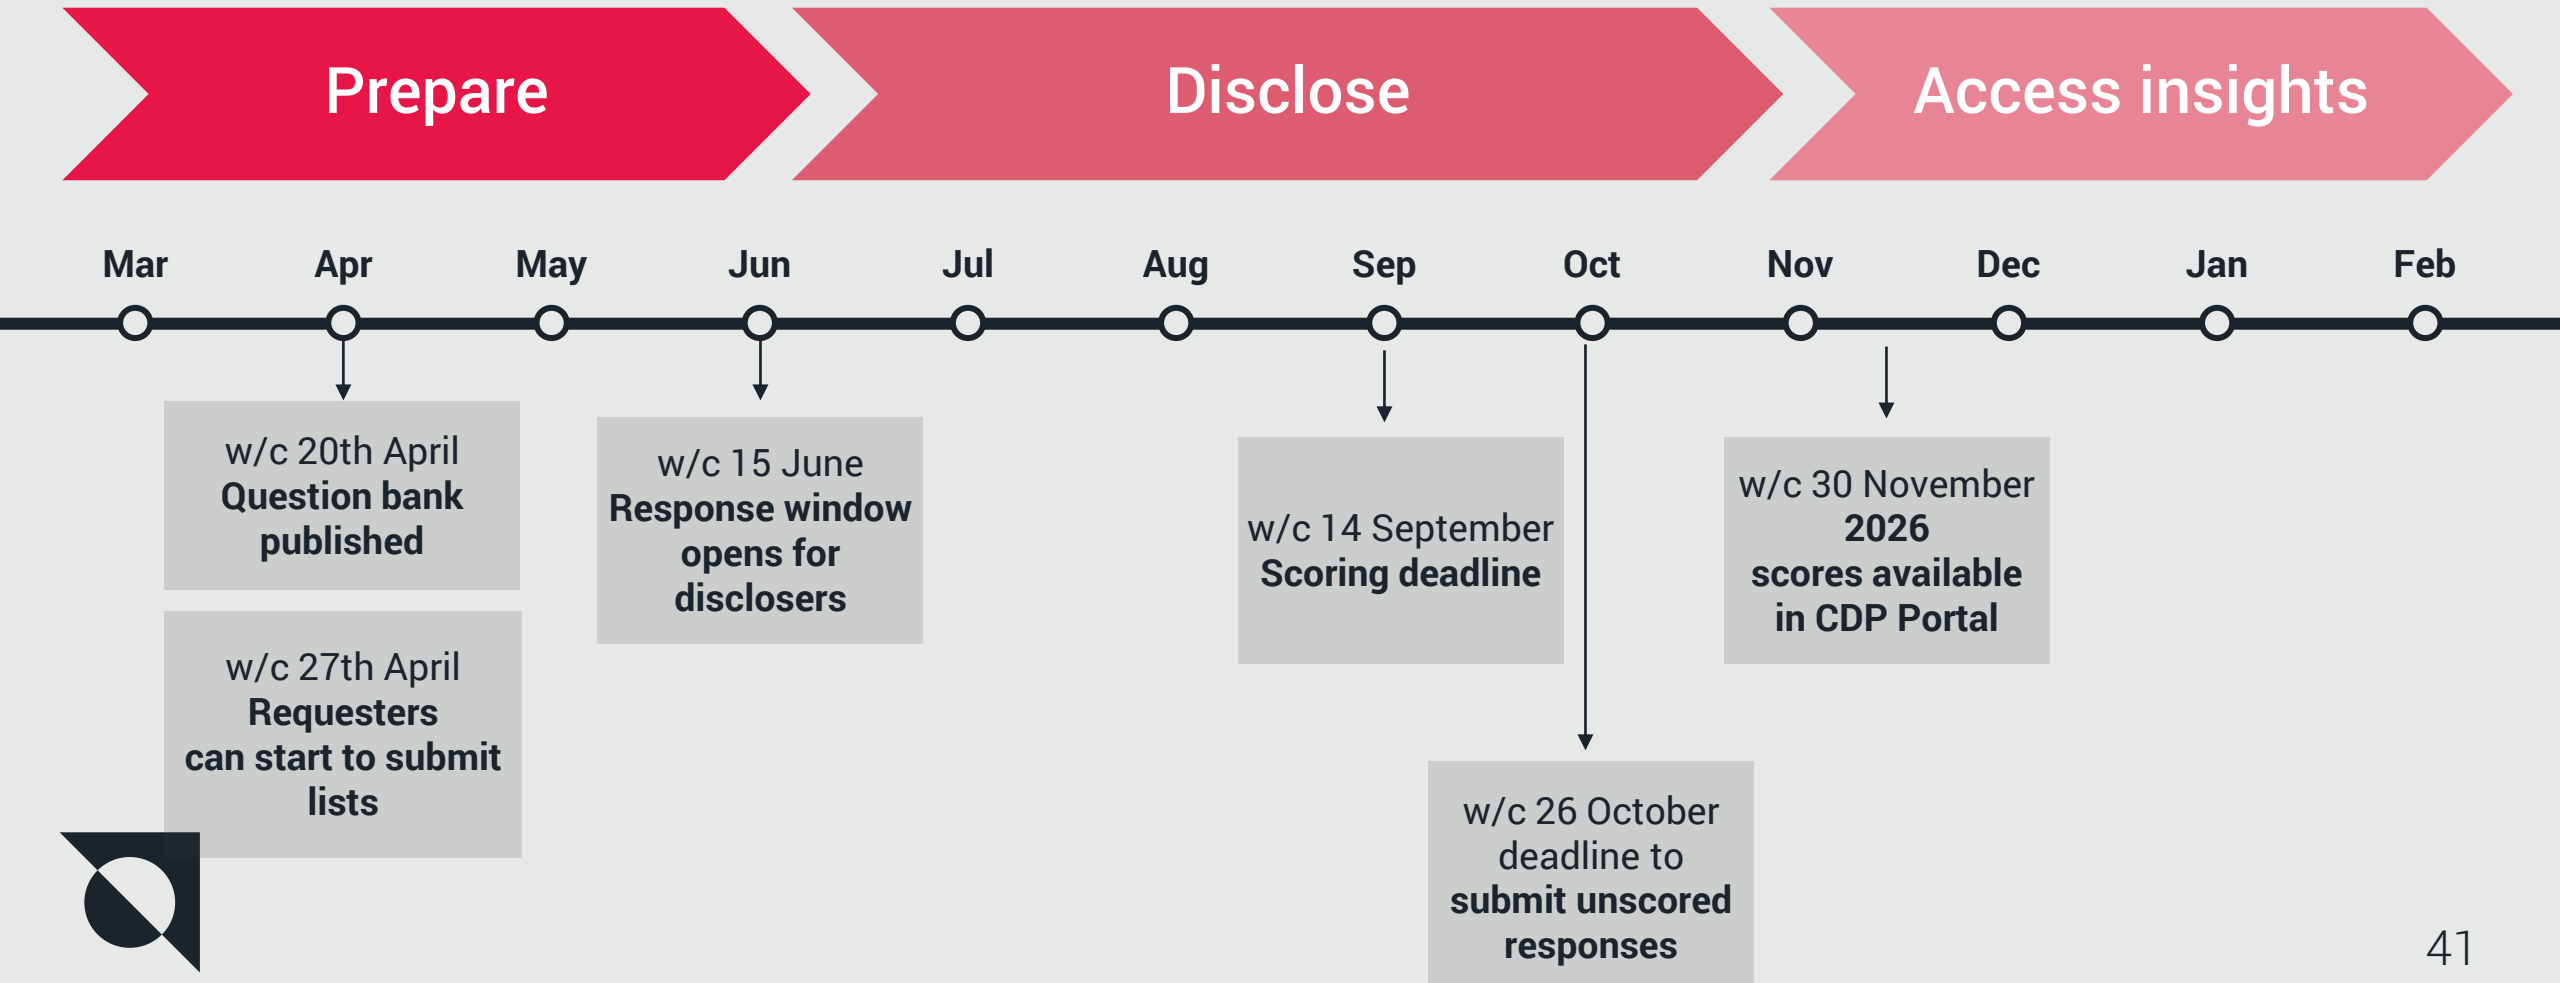 Prepare
Disclose
Access insights
Mar
Apr
May
Jun
Jul
Aug
Sep
Oct
Nov
Dec
Jan
Feb
w/c 20th April
Question bank
published
w/c 27th April
Requesters
can start to submit
lists
w/c 15 June
Response window
opens for
disclosers
w/c 14 September
Scoring deadline
w/c 26 October
deadline to
submit unscored
responses
w/c 30 November
2026
scores available
in CDP Portal
41